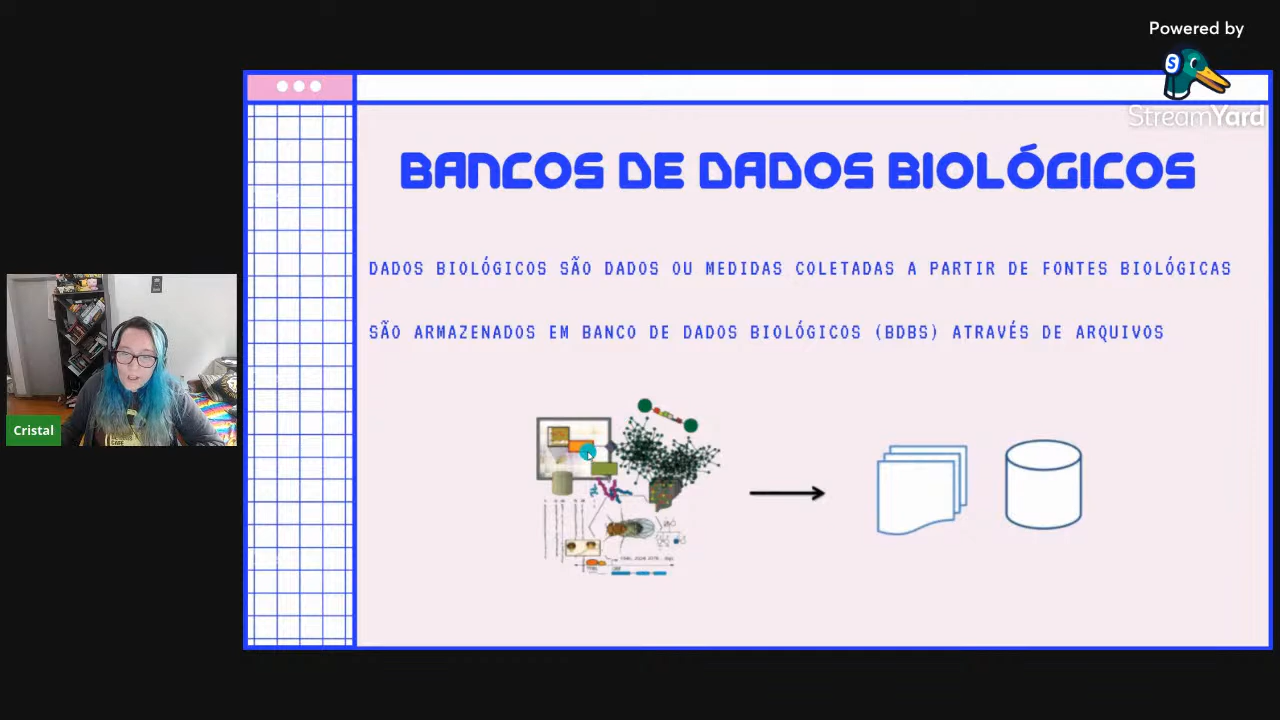 Powered by
StreamYard
BANCOS DE DADOS BIOLÓGICOS
DADOS BIOLÓGICOS SÃO DADOS OU MEDIDAS COLETADAS A PARTIR DE FONTES BIOLÓGICAS
SÃO ARMAZENADOS EM BANCO DE DADOS BIOLÓGICOS (BDBS) ATRAVÉS DE ARQUIVOS
Cristal